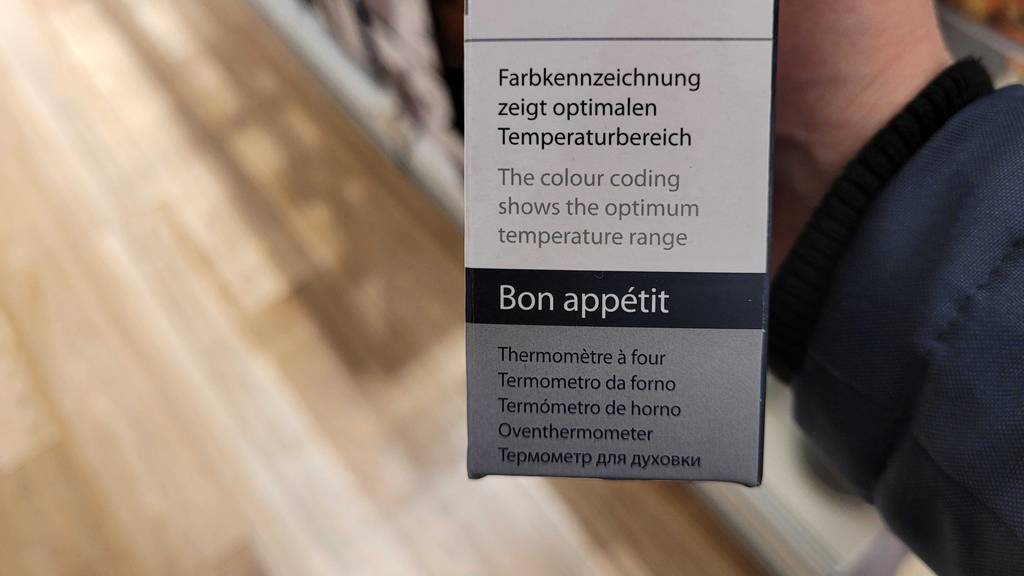 Farbkennzeichnung
zeigt optimalen
Temperaturbereich
The colour coding
shows the optimum
temperature range
Bon appétit
Thermomètre à four
Termometro da forno
Termómetro de horno
Oventhermometer
Термометр для духовки